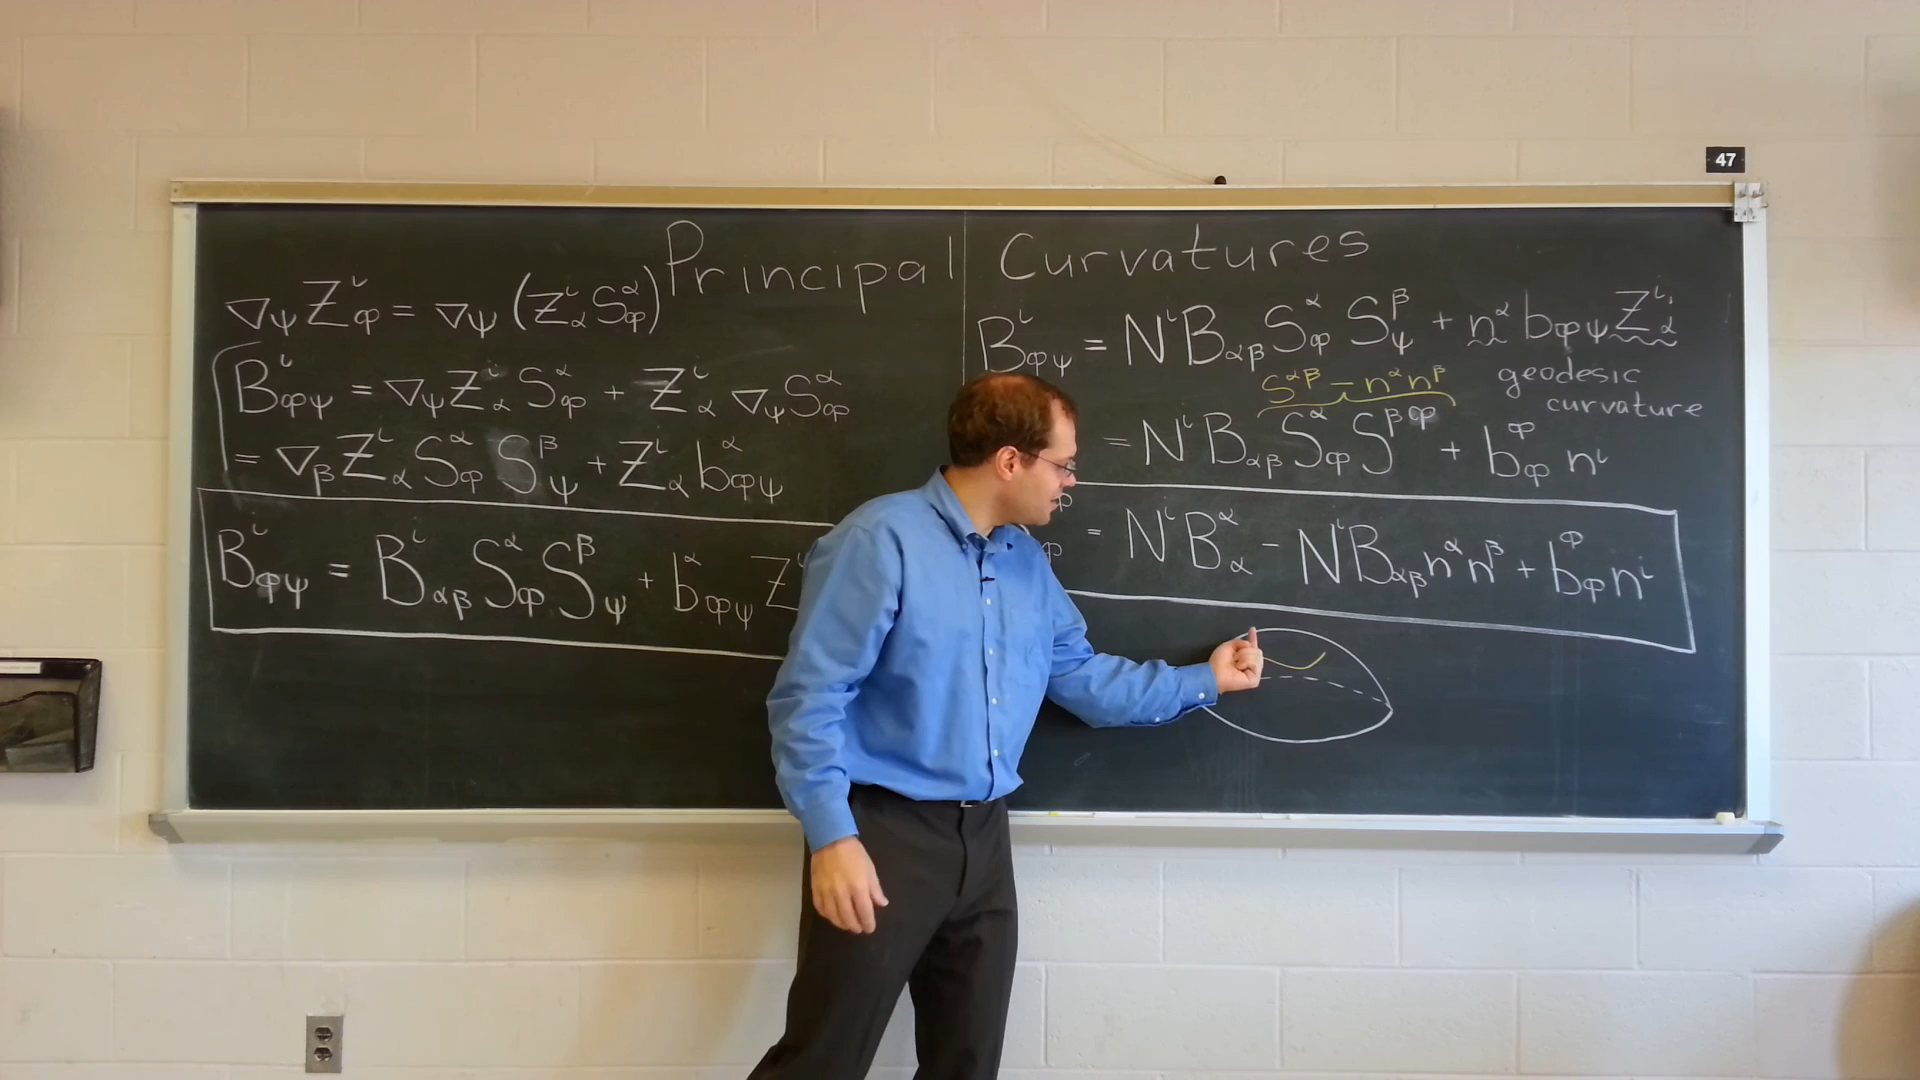 47
Principal Curvatures
∇ψ Z^i_Φ = ∇ψ (Z^i_α S^α_Φ)
B^i_Φψ = ∇ψ Z^i_α S^α_Φ + Z^i_α ∇ψ S^α_Φ
= ∇β Z^i_α S^α_Φ S^β_ψ + Z^i_α b^α_Φψ
B^i_Φψ = B^i_αβ S^α_Φ S^β_ψ + b^α_Φψ Z^i
B^i_Φψ = N^i B_αβ S^α_Φ S^β_ψ + n^α b_Φψ Z^i_α
S^αβ - n^α n^β
geodesic
curvature
= N^i B_αβ S^α_Φ S^βΦ + b^Φ_Φ n^i
= N^i B^α_α - N^i B_αβ n^α n^β + b^Φ_Φ n^i